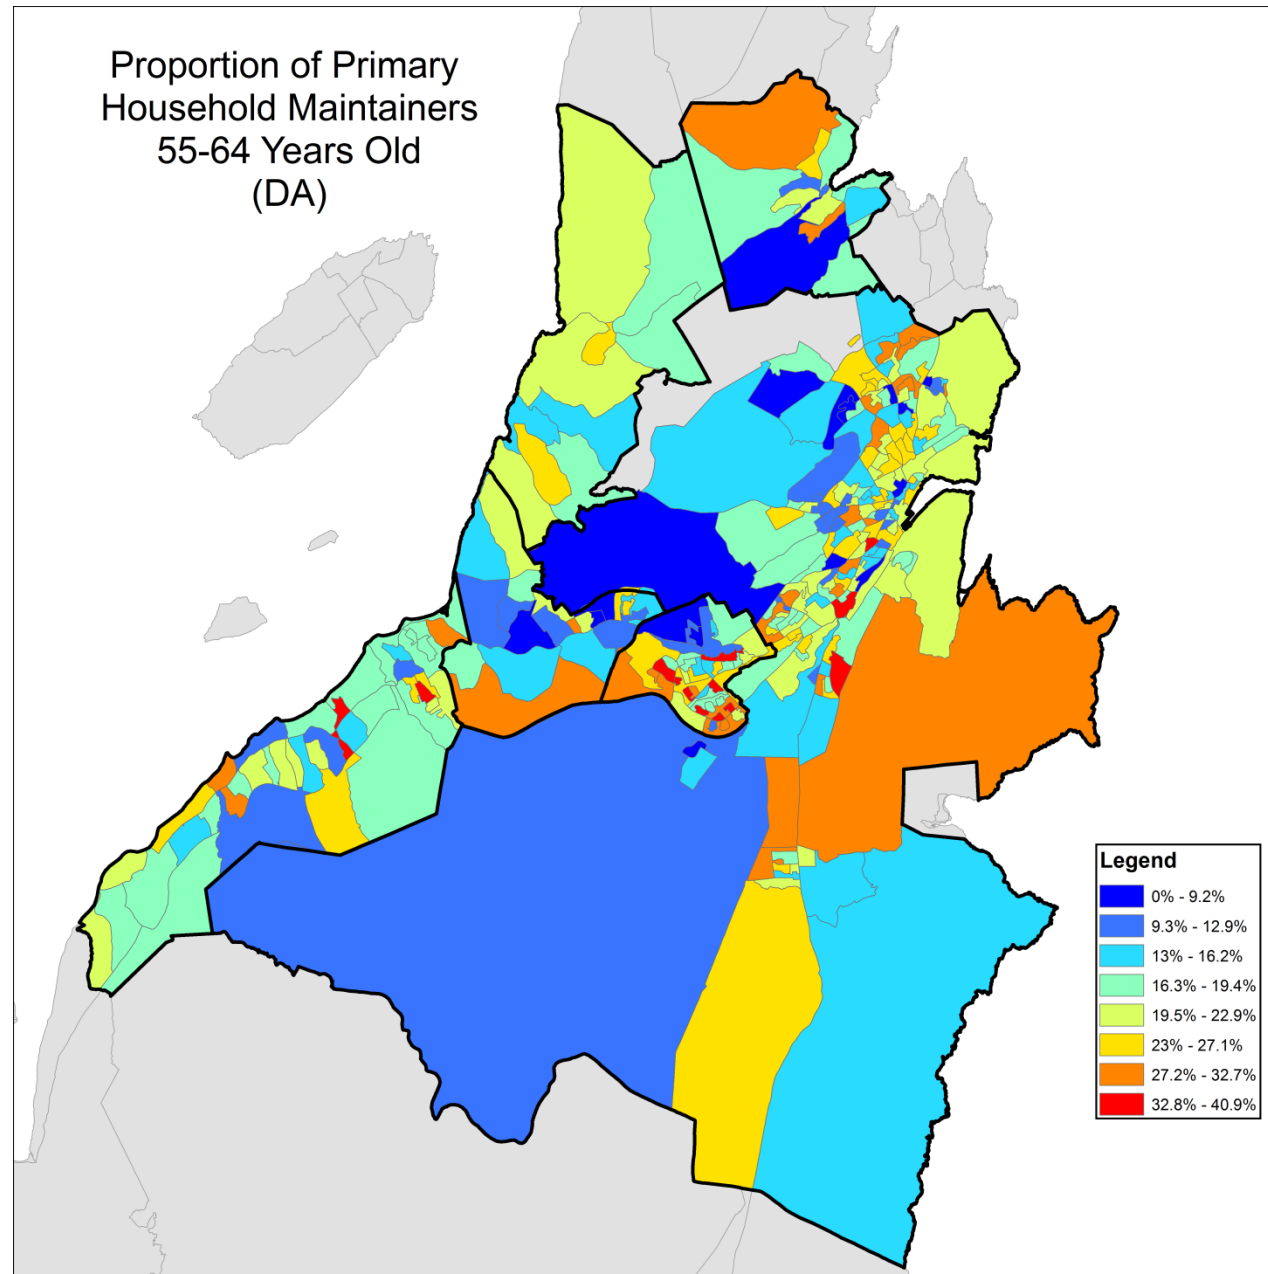 Proportion of Primary
Household Maintainers
55-64 Years Old
(DA)
Legend
0% - 9.2%
9.3% - 12.9%
13% - 16.2%
16.3% - 19.4%
19.5% - 22.9%
23% - 27.1%
27.2% - 32.7%
32.8% - 40.9%